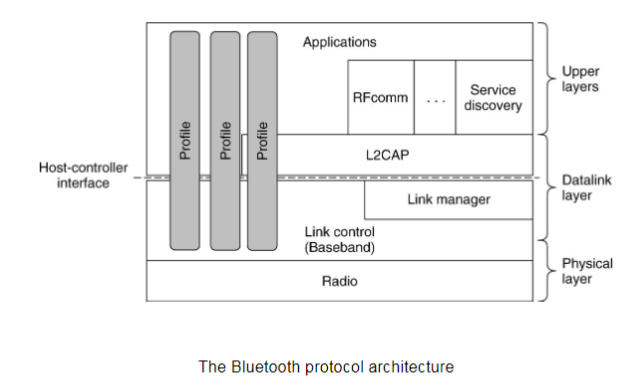 Applications
Upper
layers
RFcomm
. . .
Service
discovery
Profile
Profile
Profile
L2CAP
Host-controller
interface
Datalink
layer
Link manager
Link control
(Baseband)
Physical
layer
Radio
The Bluetooth protocol architecture